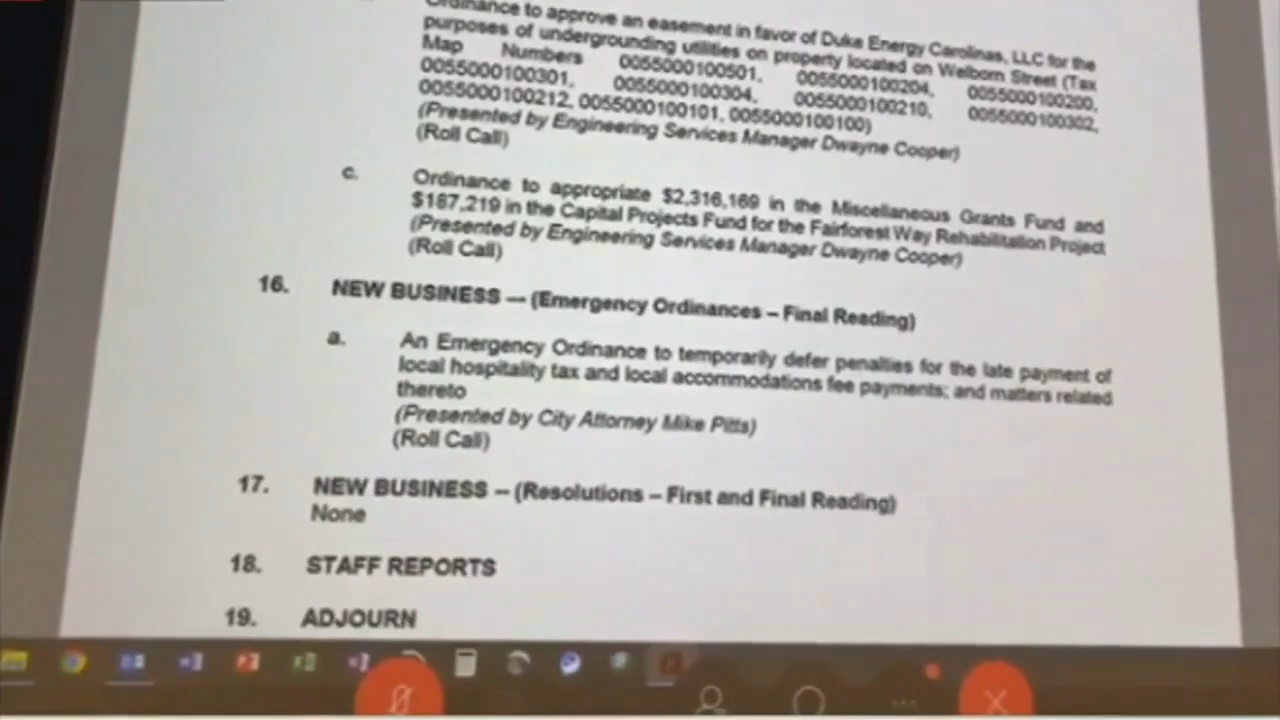 Ordinance to approve an easement in favor of Duke Energy Carolinas, LLC for the
purposes of undergrounding utilities on property located on Welborn Street (Tax
Map Numbers 0055000100501, 0055000100204, 0055000100200,
0055000100301, 0055000100304, 0055000100210, 0055000100302,
0055000100212, 0055000100101, 0055000100100)
(Presented by Engineering Services Manager Dwayne Cooper)
(Roll Call)
c. Ordinance to appropriate $2,316,169 in the Miscellaneous Grants Fund and
$187,219 in the Capital Projects Fund for the Fairforest Way Rehabilitation Project
(Presented by Engineering Services Manager Dwayne Cooper)
(Roll Call)
16. NEW BUSINESS – (Emergency Ordinances – Final Reading)
a. An Emergency Ordinance to temporarily defer penalties for the late payment of
local hospitality tax and local accommodations fee payments; and matters related
thereto
(Presented by City Attorney Mike Pitts)
(Roll Call)
17. NEW BUSINESS – (Resolutions – First and Final Reading)
None
18. STAFF REPORTS
19. ADJOURN